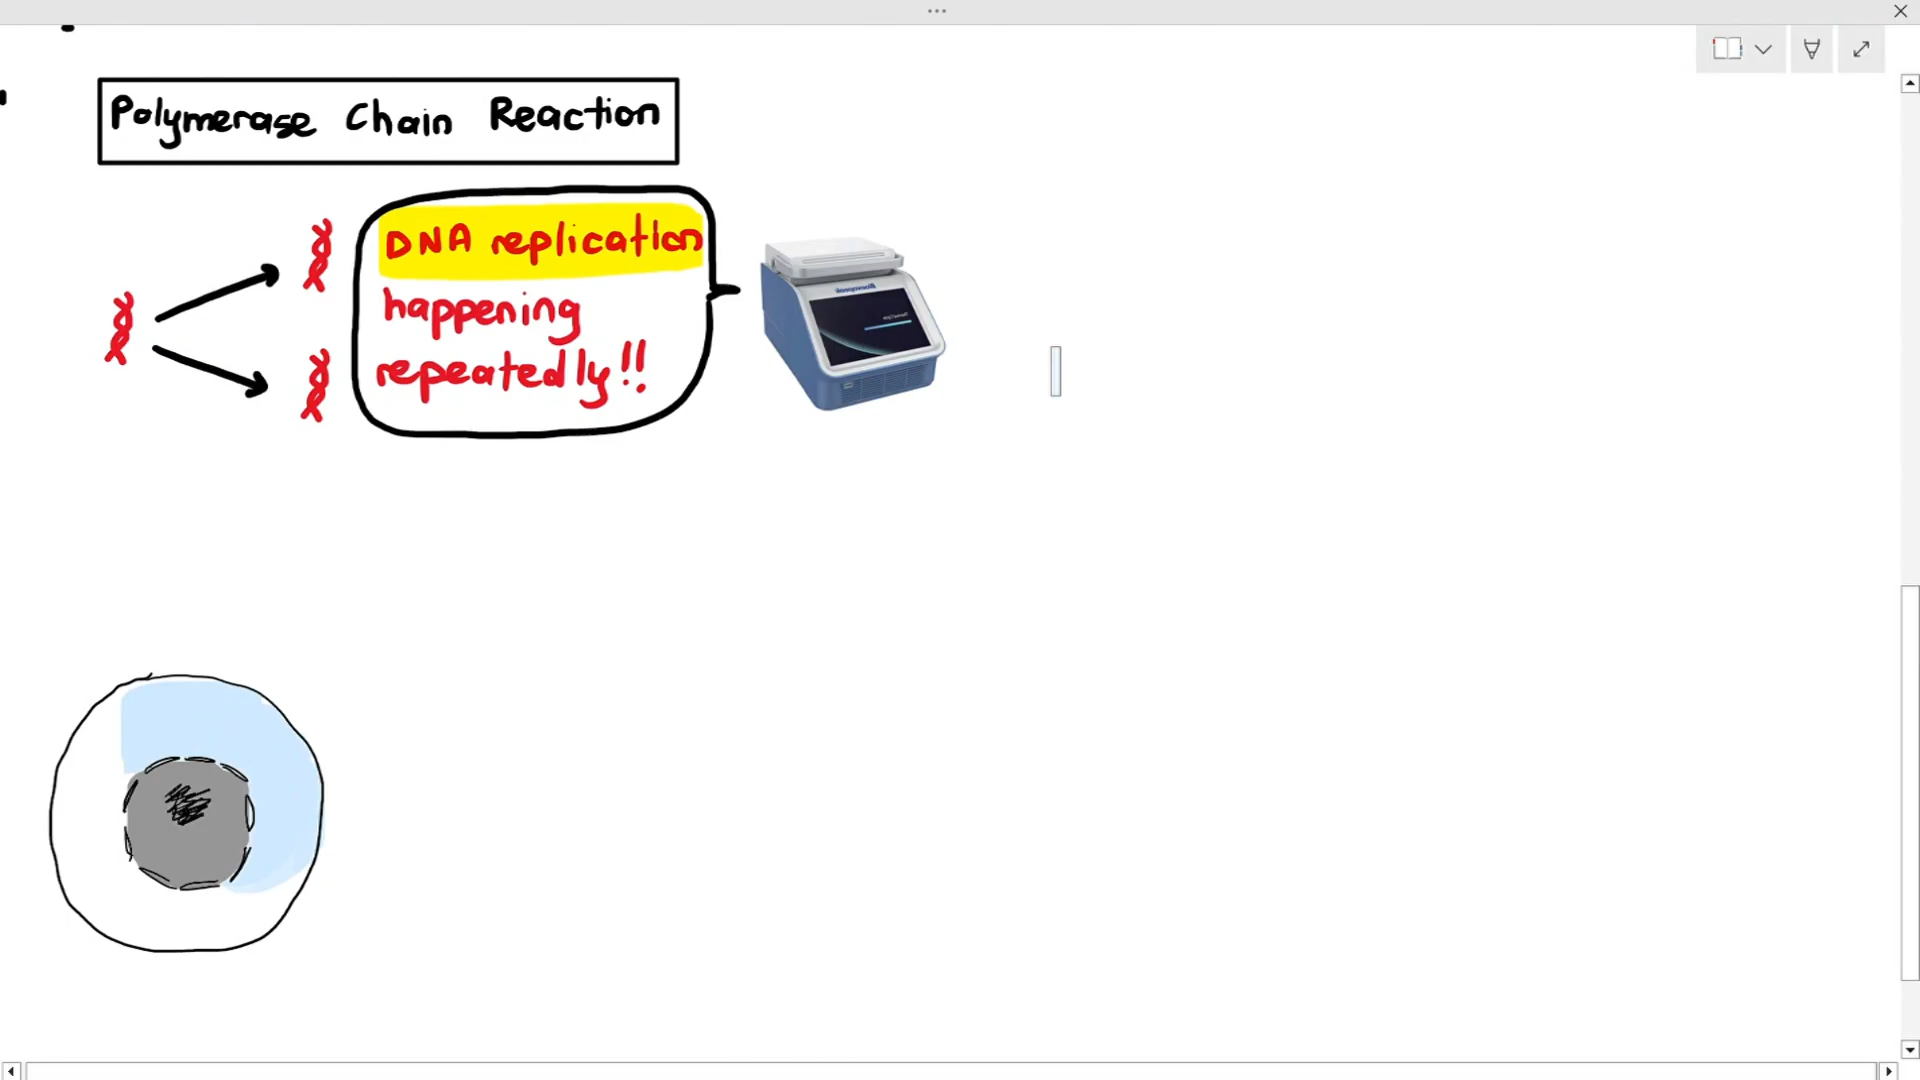 Polymerase Chain Reaction
DNA replication
happening
repeatedly!!